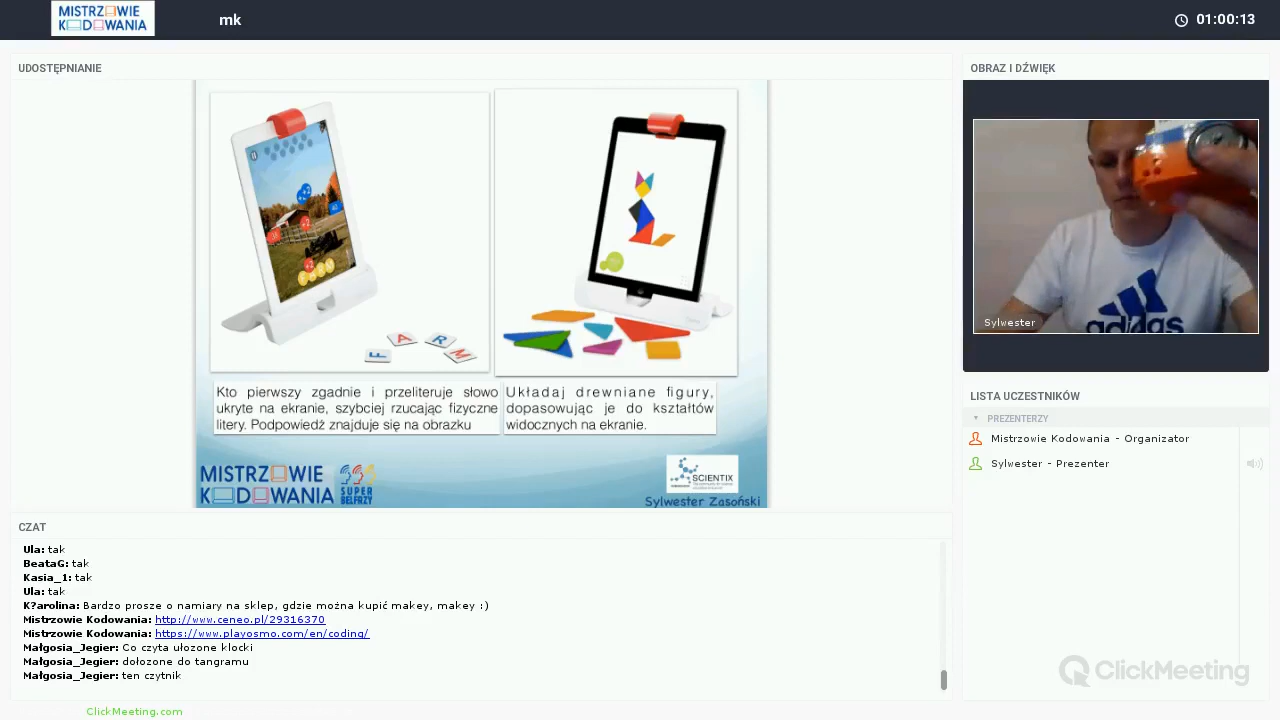 MISTRZOWIE
KODOWANIA
mk
01:00:13
UDOSTĘPNIANIE
OBRAZ I DŹWIĘK
F A R M
Kto pierwszy zgadnie i przeliteruje słowo
ukryte na ekranie, szybciej rzucając fizyczne
litery. Podpowiedź znajduje się na obrazku
Układaj drewniane figury,
dopasowując je do kształtów
widocznych na ekranie.
MISTRZOWIE
KODOWANIA
SUPER
BELFRZY
SCIENTIX
Sylwester Zasoński
adidas
Sylwester
LISTA UCZESTNIKÓW
PREZENTERZY
Mistrzowie Kodowania - Organizator
Sylwester - Prezenter
CZAT
Ula: tak
BeataG: tak
Kasia_1: tak
Ula: tak
K?arolina: Bardzo prosze o namiary na sklep, gdzie można kupić makey, makey :)
Mistrzowie Kodowania: http://www.ceneo.pl/29316370
Mistrzowie Kodowania: https://www.playosmo.com/en/coding/
Małgosia_Jegier: Co czyta ułozone klocki
Małgosia_Jegier: dołozone do tangramu
Małgosia_Jegier: ten czytnik
ClickMeeting
ClickMeeting.com